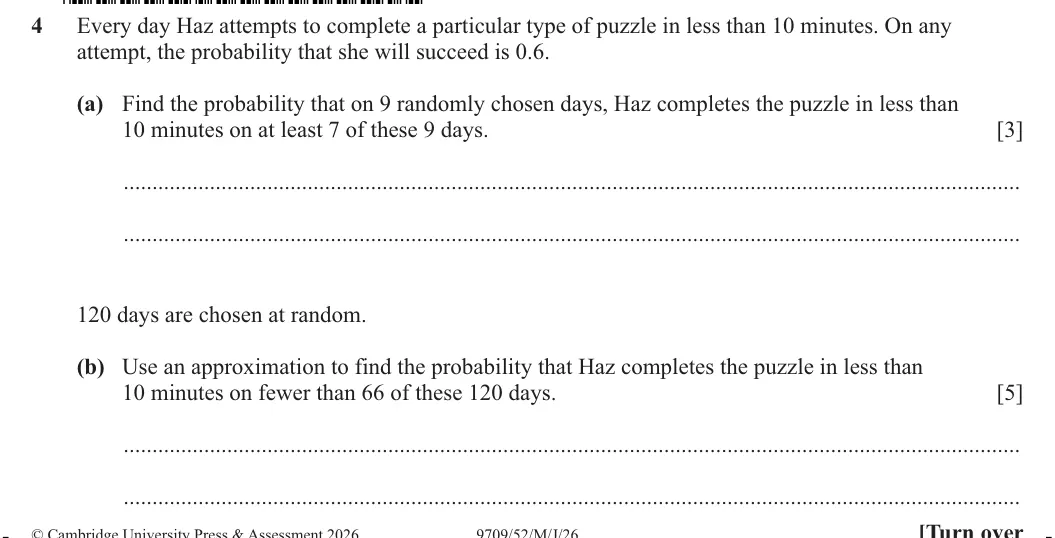 4 Every day Haz attempts to complete a particular type of puzzle in less than 10 minutes. On any
attempt, the probability that she will succeed is 0.6.
(a) Find the probability that on 9 randomly chosen days, Haz completes the puzzle in less than
10 minutes on at least 7 of these 9 days. [3]
................................................................................................................................................................
................................................................................................................................................................
120 days are chosen at random.
(b) Use an approximation to find the probability that Haz completes the puzzle in less than
10 minutes on fewer than 66 of these 120 days. [5]
................................................................................................................................................................
................................................................................................................................................................
© Cambridge University Press & Assessment 2026 9709/52/M/J/26 [Turn over